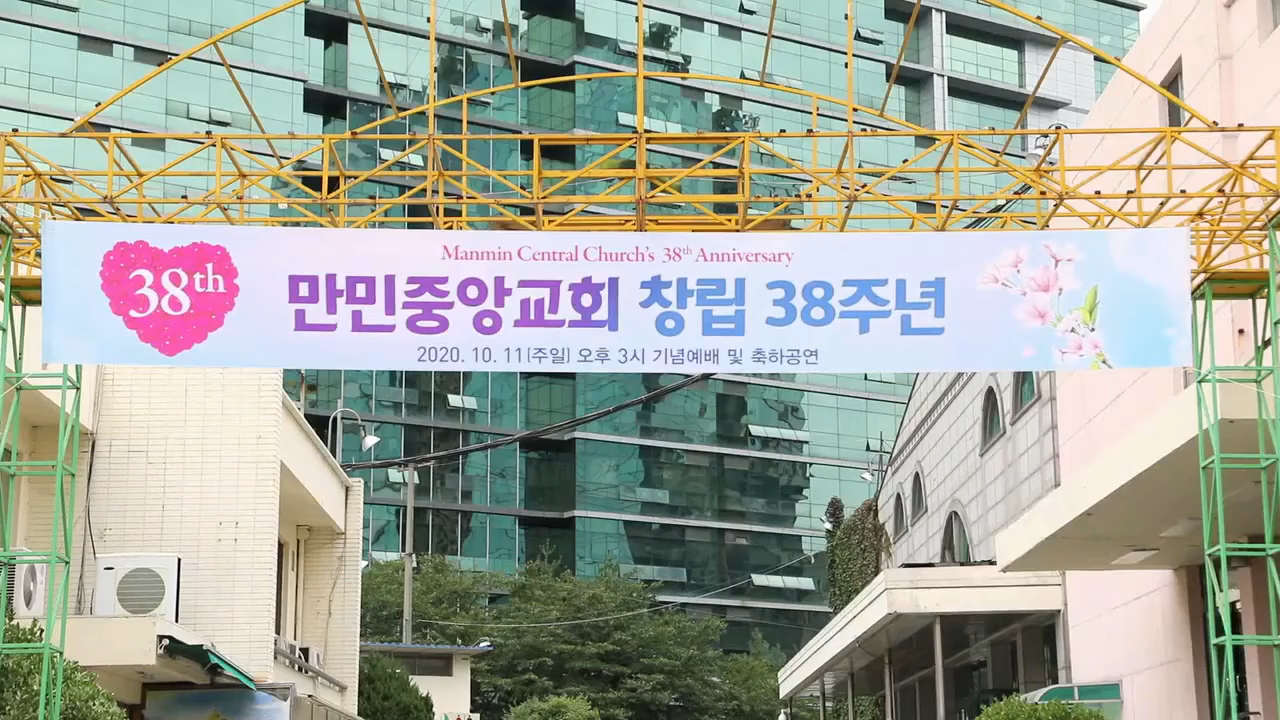 38th
Manmin Central Church's 38th Anniversary
만민중앙교회 창립 38주년
2020. 10. 11(주일) 오후 3시 기념예배 및 축하공연